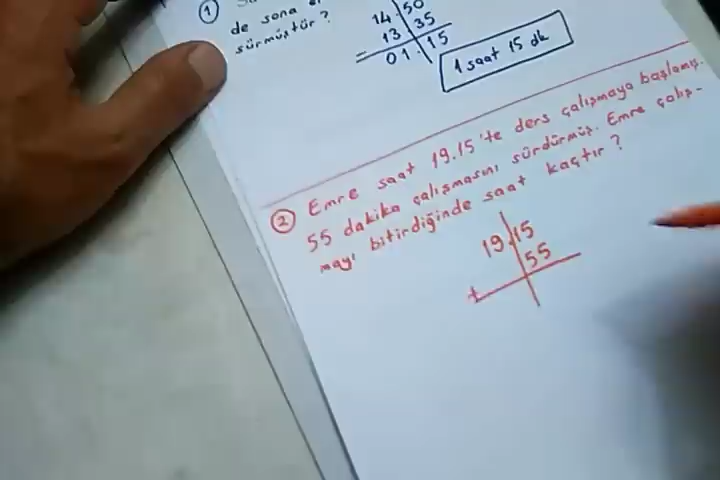 1
de sona
sürmüştür?
14.50
13 35
= 01.15
1 saat 15 dk
2 Emre saat 19.15'te ders çalışmaya başlamış.
55 dakika çalışmasını sürdürmüş. Emre çalış-
mayı bitirdiğinde saat kaçtır?
19.15
55
+